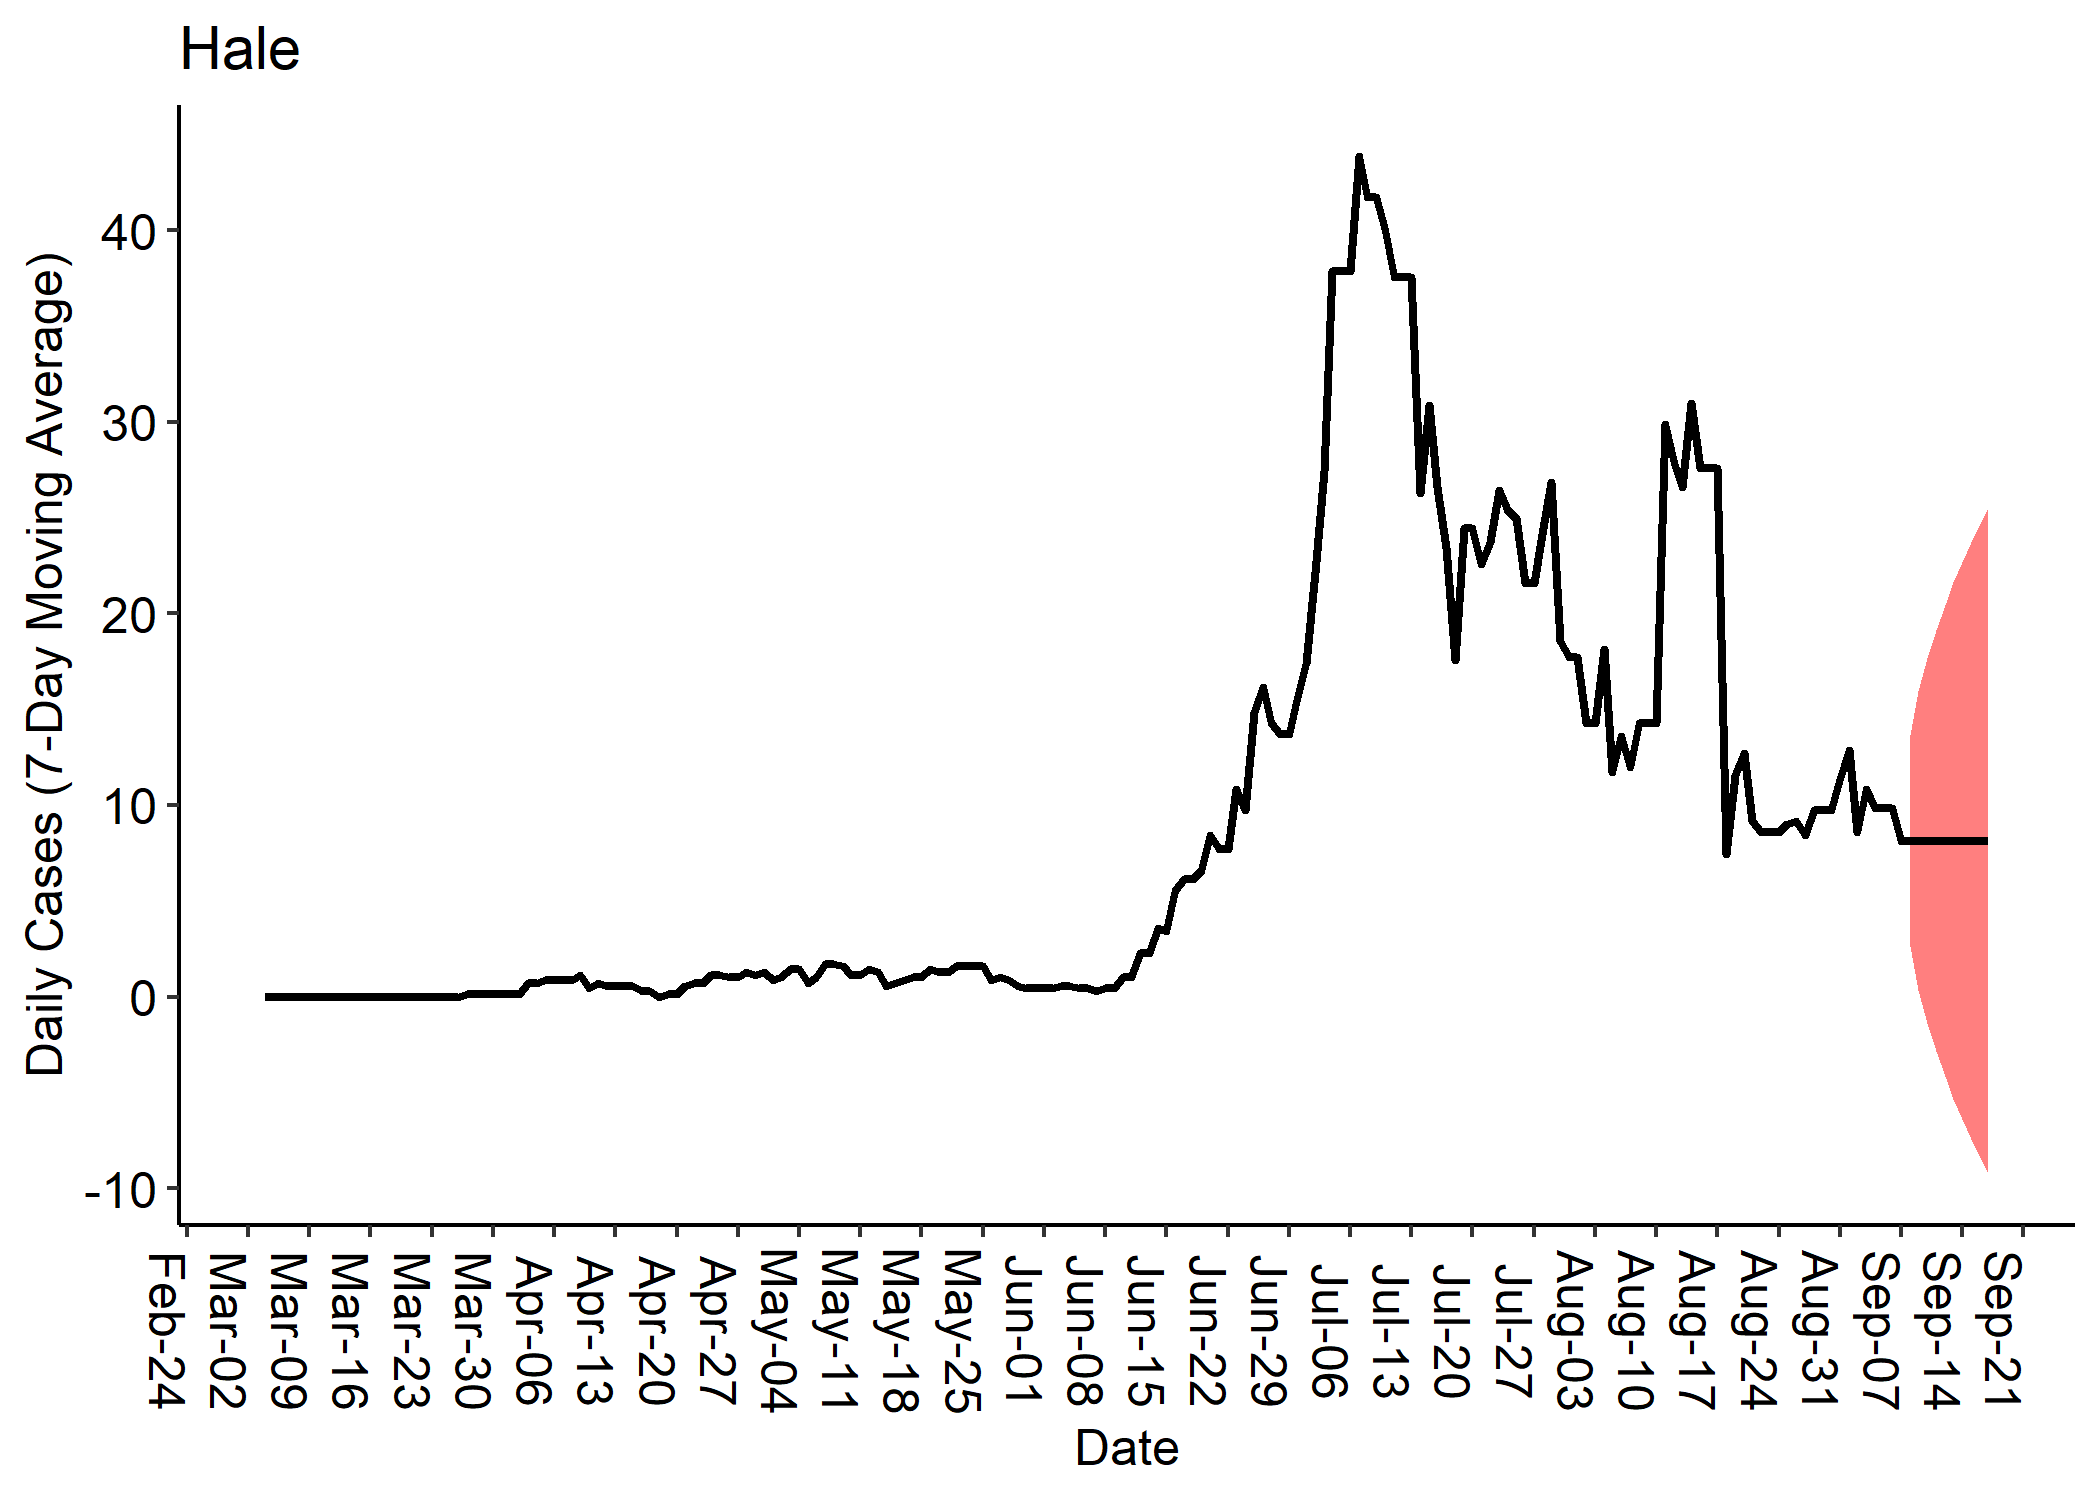 Hale
Daily Cases (7-Day Moving Average)
40
30
20
10
0
-10
Feb-24
Mar-02
Mar-09
Mar-16
Mar-23
Mar-30
Apr-06
Apr-13
Apr-20
Apr-27
May-04
May-11
May-18
May-25
Jun-01
Jun-08
Jun-15
Jun-22
Jun-29
Jul-06
Jul-13
Jul-20
Jul-27
Aug-03
Aug-10
Aug-17
Aug-24
Aug-31
Sep-07
Sep-14
Sep-21
Date